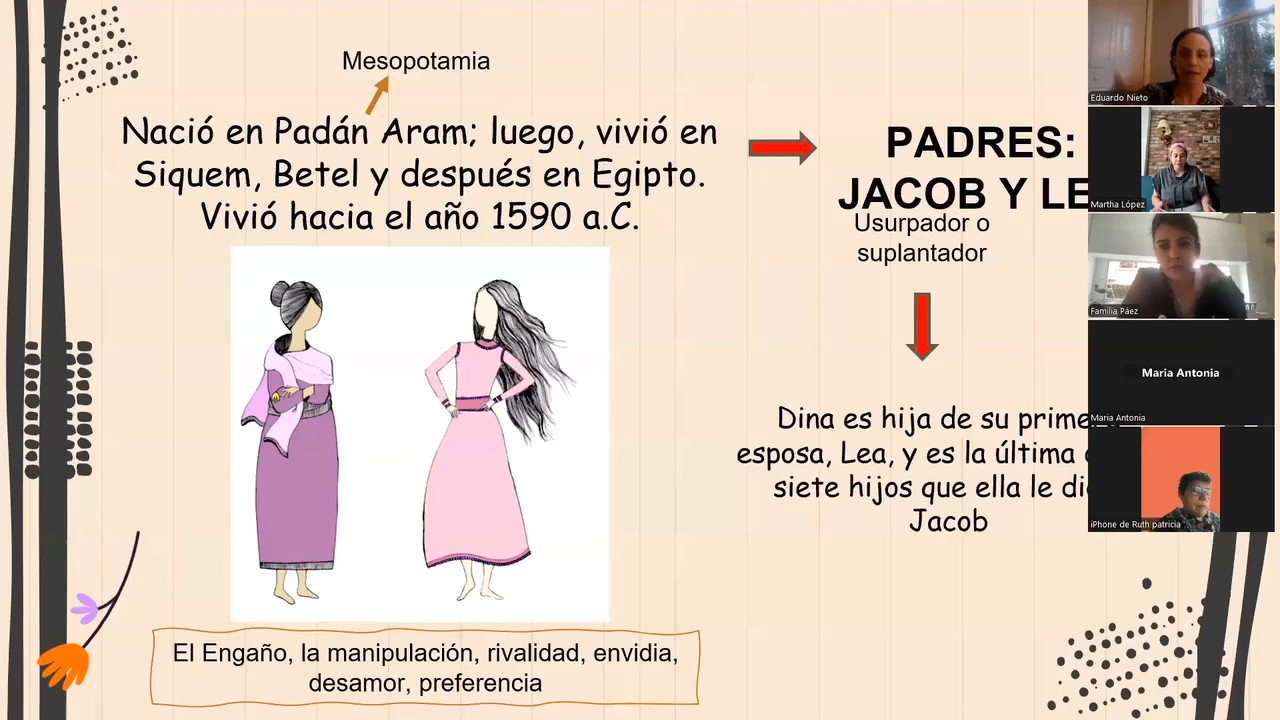 Mesopotamia
Nació en Padán Aram; luego, vivió en
Siquem, Betel y después en Egipto.
Vivió hacia el año 1590 a.C.
PADRES:
JACOB Y LE
Usurpador o
suplantador
Dina es hija de su prime
esposa, Lea, y es la última
siete hijos que ella le di
Jacob
El Engaño, la manipulación, rivalidad, envidia,
desamor, preferencia
Eduardo Nieto
Martha López
Familia Páez
Maria Antonia
Maria Antonia
iPhone de Ruth patricia